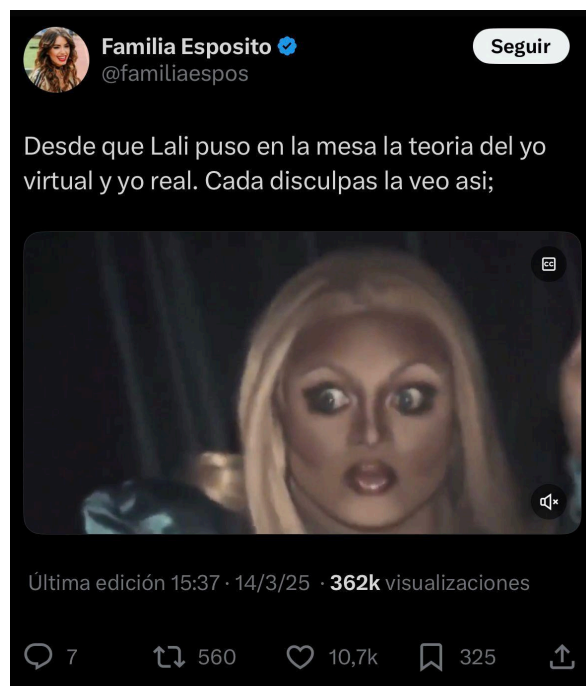 Familia Esposito
Seguir
@familiaespos
Desde que Lali puso en la mesa la teoria del yo
virtual y yo real. Cada disculpas la veo asi;
CC
Última edición 15:37 · 14/3/25 · 362k visualizaciones
7 560 10,7k 325